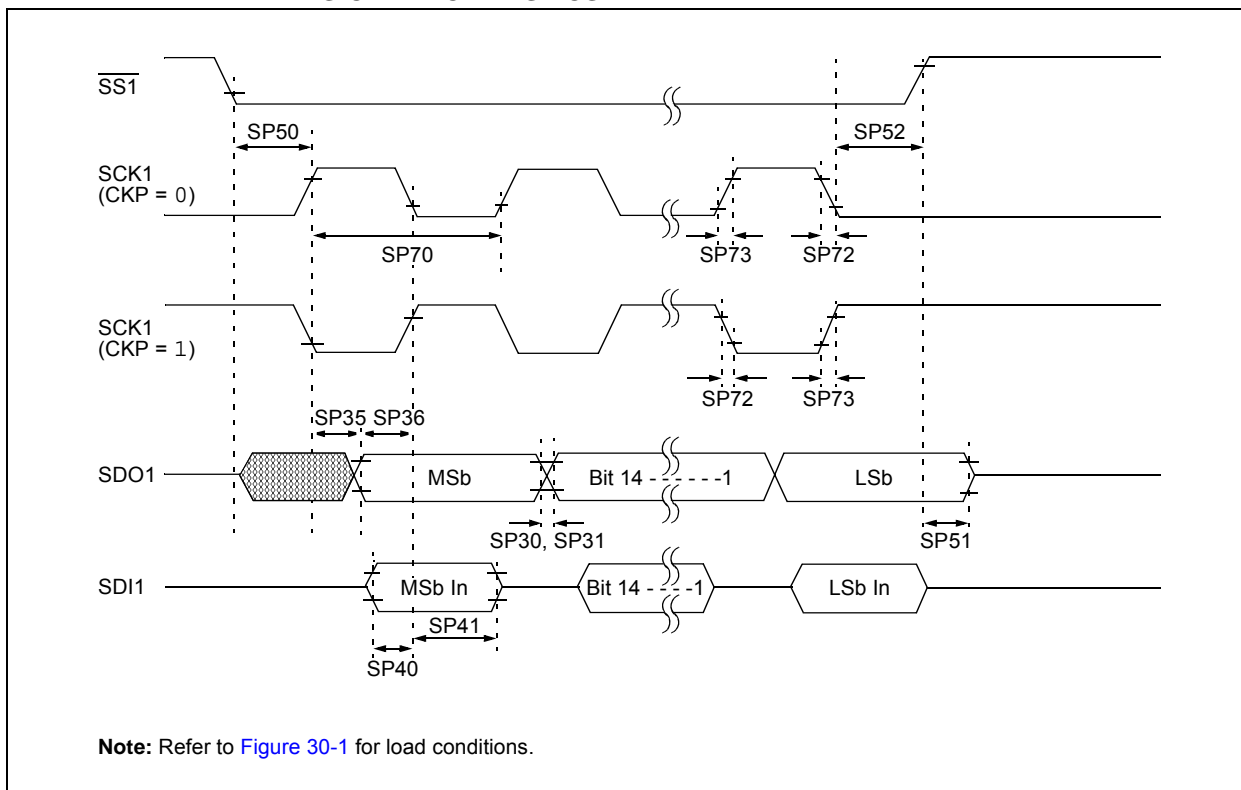 SS1
SP50
SP52
SCK1
(CKP = 0)
SP70
SP73
SP72
SCK1
(CKP = 1)
SP72
SP73
SP35 SP36
SDO1
MSb
Bit 14 - - - - - - -1
LSb
SP30, SP31
SP51
SDI1
MSb In
Bit 14 - - - -1
LSb In
SP41
SP40
Note: Refer to Figure 30-1 for load conditions.